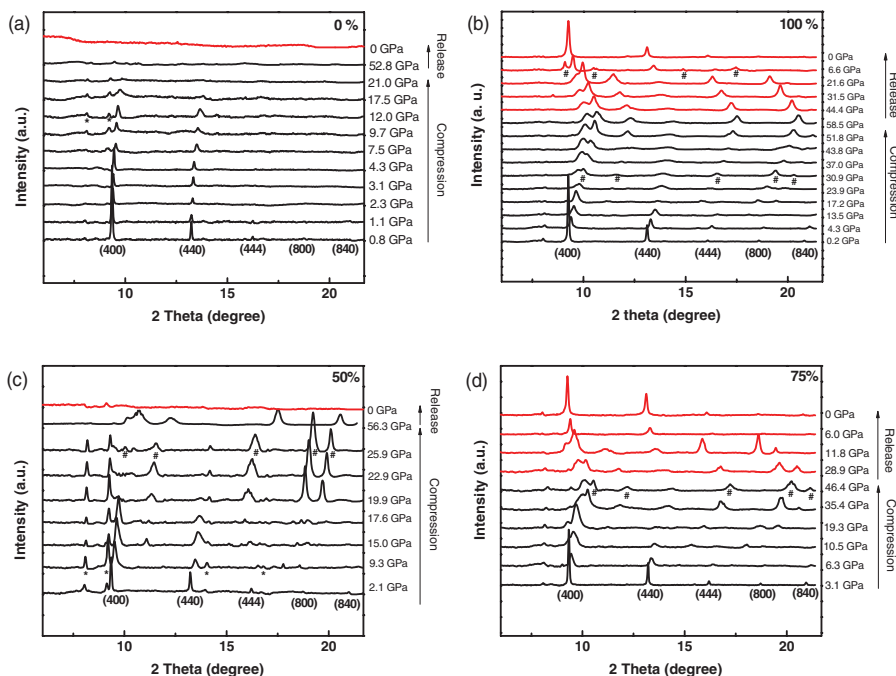 (a)
0 %
0 GPa
52.8 GPa
21.0 GPa
17.5 GPa
12.0 GPa
9.7 GPa
7.5 GPa
4.3 GPa
3.1 GPa
2.3 GPa
1.1 GPa
0.8 GPa
Release
Compression
Intensity (a.u.)
* *
(400) (440) (444) (800) (840)
10 15 20
2 Theta (degree)
(b)
100 %
0 GPa
6.6 GPa
21.6 GPa
31.5 GPa
44.4 GPa
58.5 GPa
51.8 GPa
43.8 GPa
37.0 GPa
30.9 GPa
23.9 GPa
17.2 GPa
13.5 GPa
4.3 GPa
0.2 GPa
Release
Compression
Intensity (a.u.)
# # # #
# # # # #
(400) (440) (444) (800) (840)
10 15 20
2 theta (degree)
(c)
50%
0 GPa
56.3 GPa
25.9 GPa
22.9 GPa
19.9 GPa
17.6 GPa
15.0 GPa
9.3 GPa
2.1 GPa
Release
Compression
Intensity (a.u.)
# # # # #
* * * *
(400) (440) (444) (800) (840)
10 15 20
2 Theta (degree)
(d)
75%
0 GPa
6.0 GPa
11.8 GPa
28.9 GPa
46.4 GPa
35.4 GPa
19.3 GPa
10.5 GPa
6.3 GPa
3.1 GPa
Release
Compression
Intensity (a.u.)
# # # # #
(400) (440) (444) (800) (840)
10 15 20
2 Theta (degree)